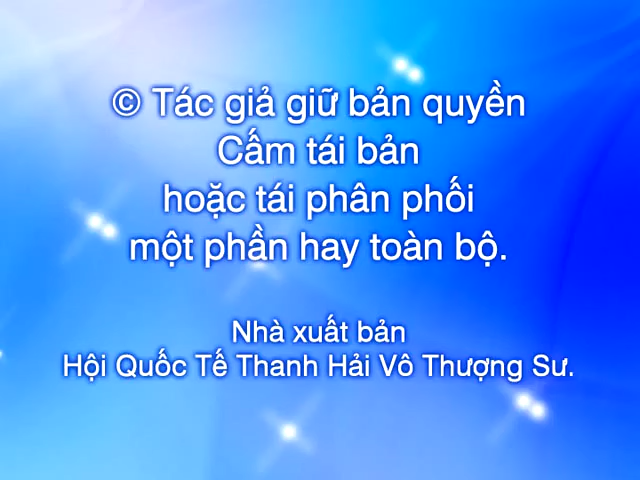 © Tác giả giữ bản quyền
Cấm tái bản
hoặc tái phân phối
một phần hay toàn bộ.
Nhà xuất bản
Hội Quốc Tế Thanh Hải Vô Thượng Sư.